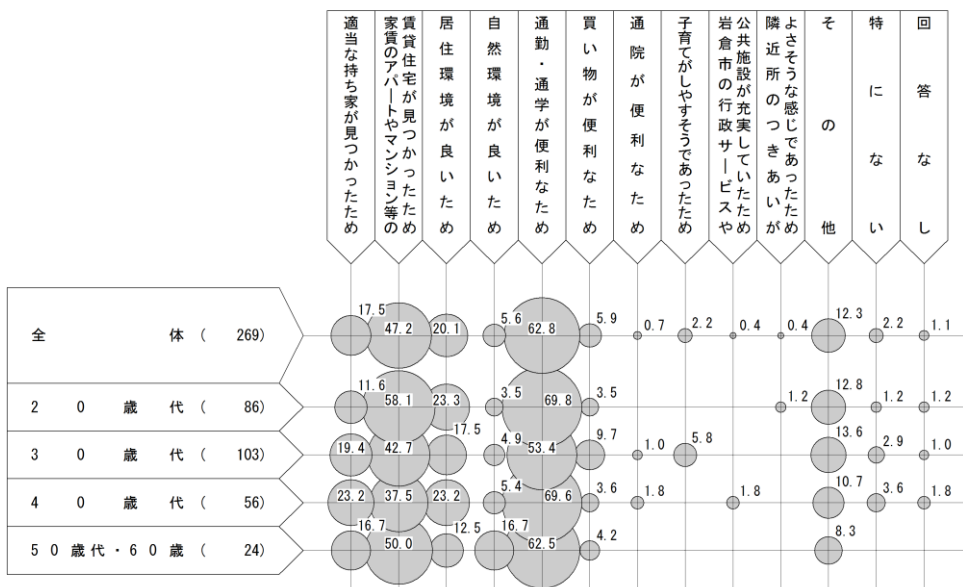 適当な持ち家が見つかったため
家賃のアパートやマンション等の
賃貸住宅が見つかったため
居住環境が良いため
自然環境が良いため
通勤・通学が便利なため
買い物が便利なため
通院が便利なため
子育てがしやすそうであったため
岩倉市の行政サービスや
公共施設が充実していたため
隣近所のつきあいが
よさそうな感じであったため
その他
特にない
回答なし
全体（ 269）
17.5 47.2 20.1 5.6 62.8 5.9 0.7 2.2 0.4 0.4 12.3 2.2 1.1
２０歳代（ 86）
11.6 58.1 23.3 3.5 69.8 3.5 1.2 12.8 1.2 1.2
３０歳代（ 103）
19.4 42.7 17.5 4.9 53.4 9.7 1.0 5.8 13.6 2.9 1.0
４０歳代（ 56）
23.2 37.5 23.2 5.4 69.6 3.6 1.8 1.8 10.7 3.6 1.8
５０歳代・６０歳（ 24）
16.7 50.0 12.5 16.7 62.5 4.2 8.3